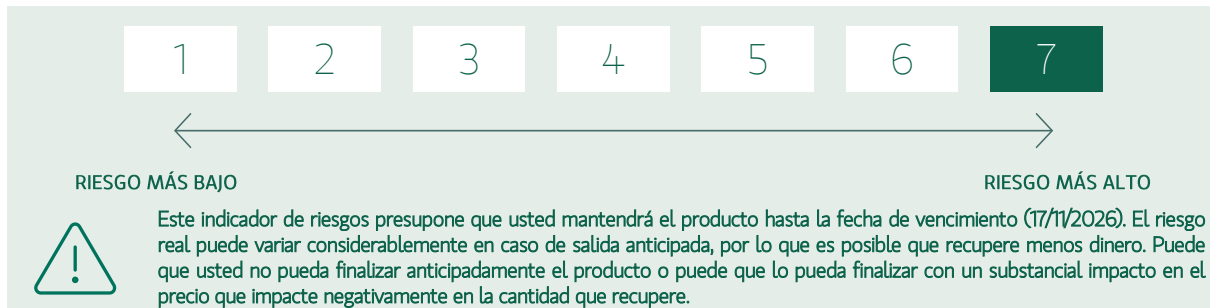 1 2 3 4 5 6 7
RIESGO MÁS BAJO RIESGO MÁS ALTO
Este indicador de riesgos presupone que usted mantendrá el producto hasta la fecha de vencimiento (17/11/2026). El riesgo
real puede variar considerablemente en caso de salida anticipada, por lo que es posible que recupere menos dinero. Puede
que usted no pueda finalizar anticipadamente el producto o puede que lo pueda finalizar con un substancial impacto en el
precio que impacte negativamente en la cantidad que recupere.